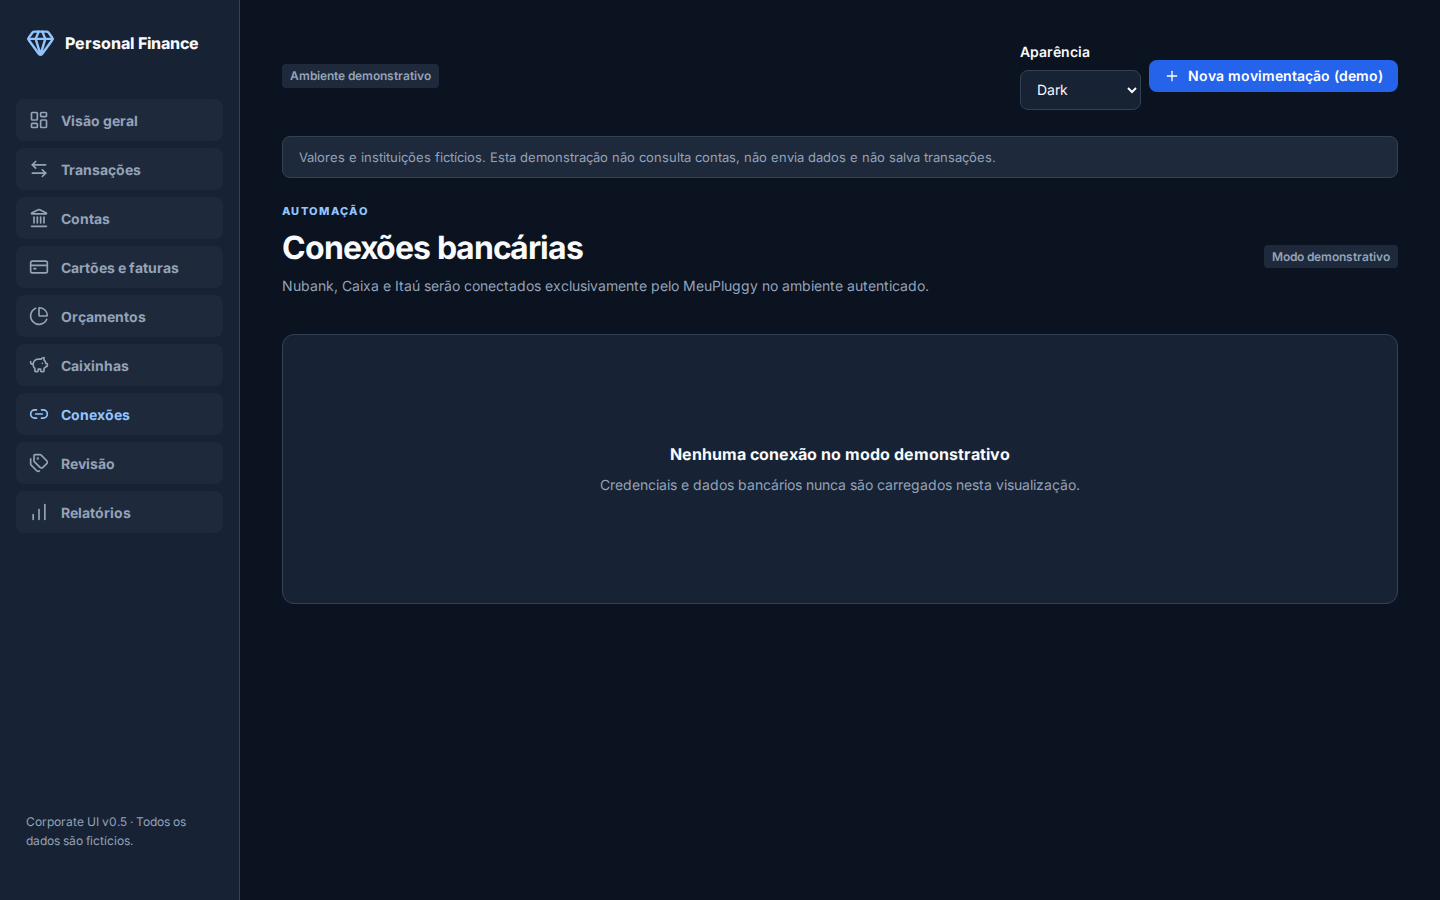 Personal Finance
Visão geral
Transações
Contas
Cartões e faturas
Orçamentos
Caixinhas
Conexões
Revisão
Relatórios
Corporate UI v0.5 · Todos os
dados são fictícios.
Ambiente demonstrativo
Aparência
Dark
Nova movimentação (demo)
Valores e instituições fictícios. Esta demonstração não consulta contas, não envia dados e não salva transações.
AUTOMAÇÃO
Conexões bancárias
Modo demonstrativo
Nubank, Caixa e Itaú serão conectados exclusivamente pelo MeuPluggy no ambiente autenticado.
Nenhuma conexão no modo demonstrativo
Credenciais e dados bancários nunca são carregados nesta visualização.